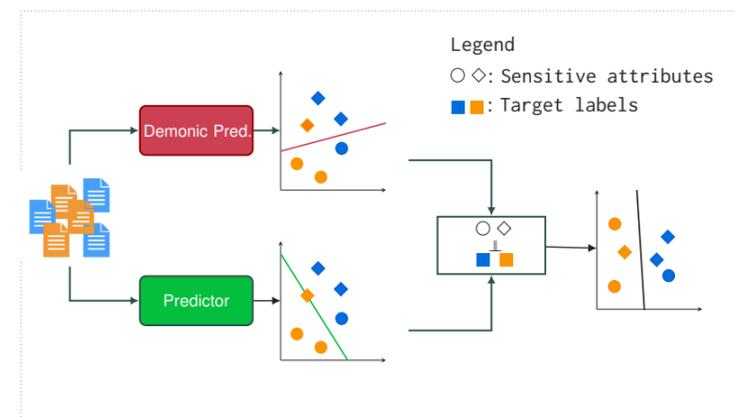 Legend
○ ◇: Sensitive attributes
■ ■: Target labels
Demonic Pred.
⫫
Predictor